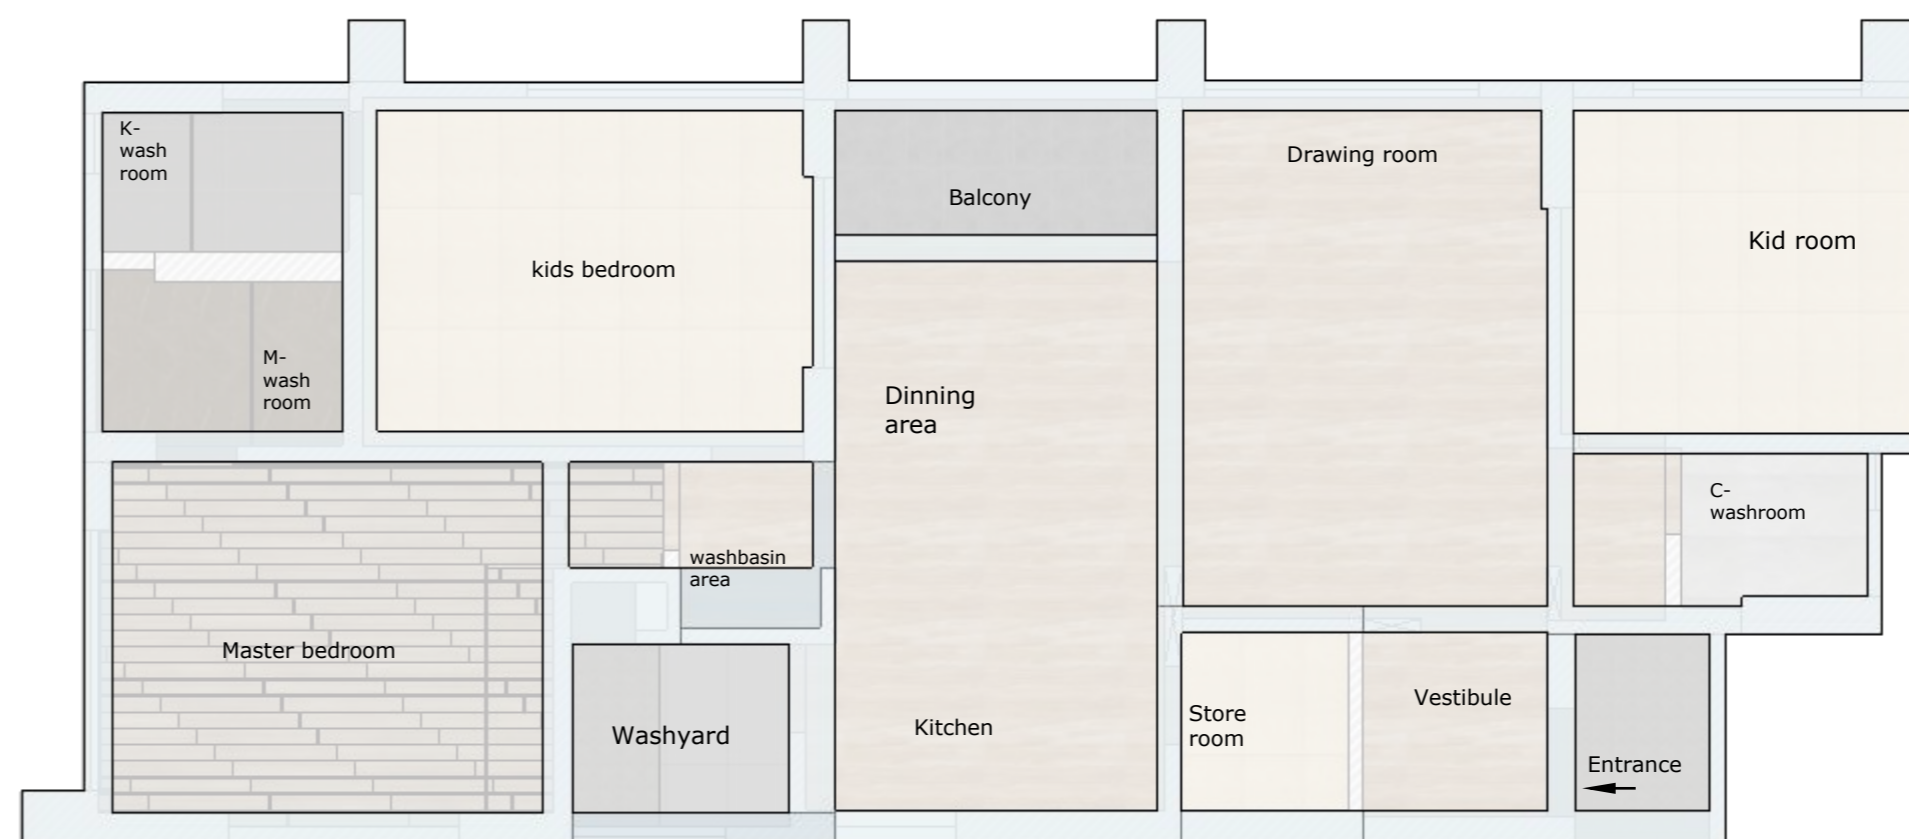 K-
wash
room
Drawing room
Balcony
Kid room
kids bedroom
M-
wash
room
Dinning
area
C-
washroom
washbasin
area
Master bedroom
Washyard
Kitchen
Store
room
Vestibule
Entrance